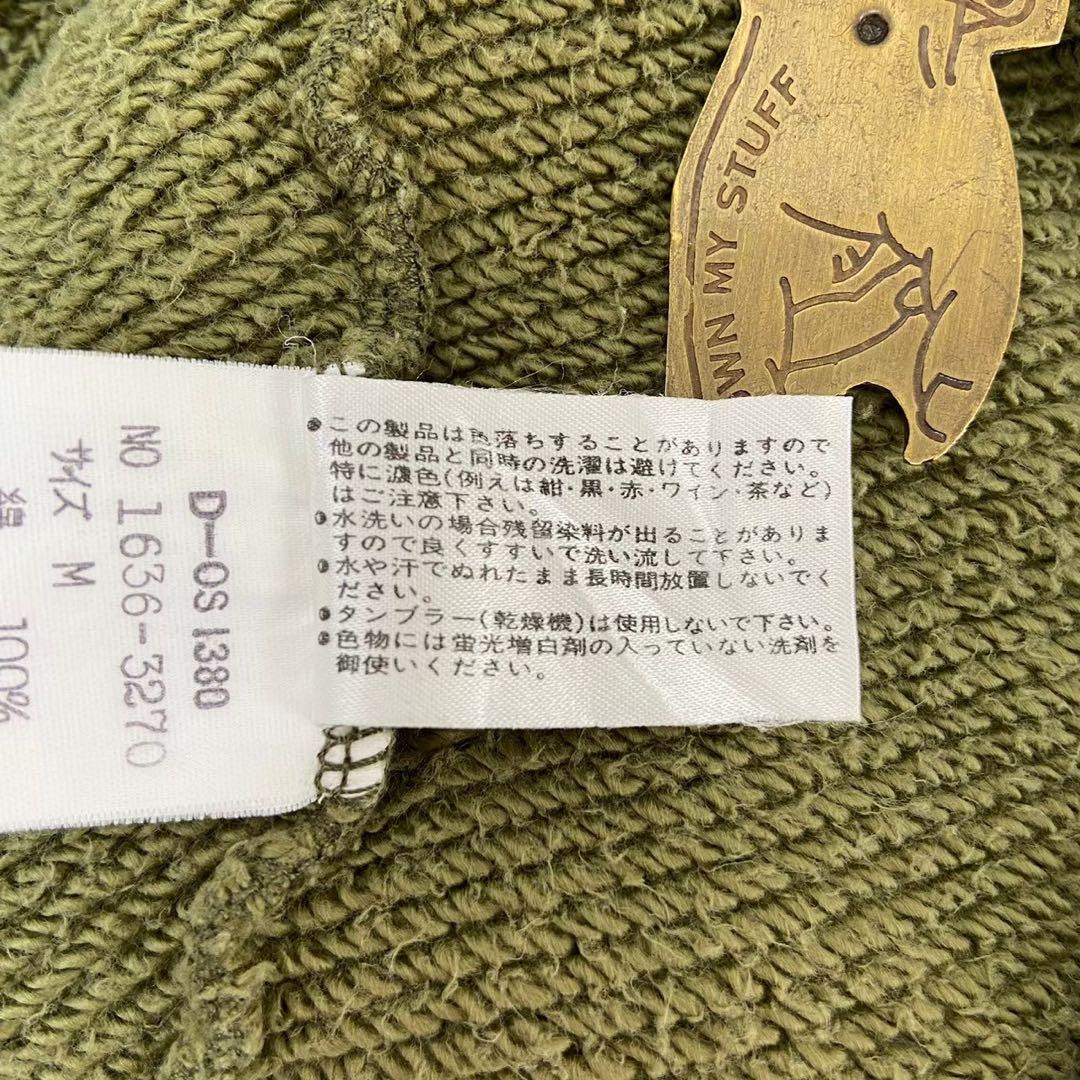 ●この製品は色落ちすることがありますので
他の製品と同時の洗濯は避けてください。
特に濃色(例えは紺・黒・赤・ワイン・茶など)
はご注意下さい。
●水洗いの場合残留染料が出ることがありま
すので良くすすいで洗い流して下さい。
●水や汗でぬれたまま長時間放置しないでく
ださい。
●タンブラー(乾燥機)は使用しないで下さい。
●色物には蛍光増白剤の入っていない洗剤を
御使いください。
D-OS1380
NO 1636-3270
サイズ M
綿 100%
OWN MY STUFF